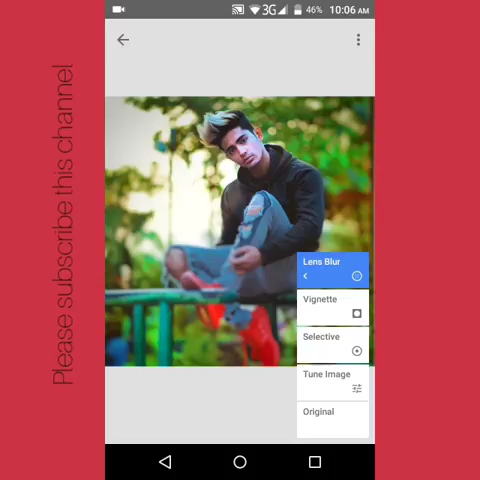 3G
46%
10:06 AM
Please subscribe this channel
Lens Blur
Vignette
Selective
Tune Image
Original